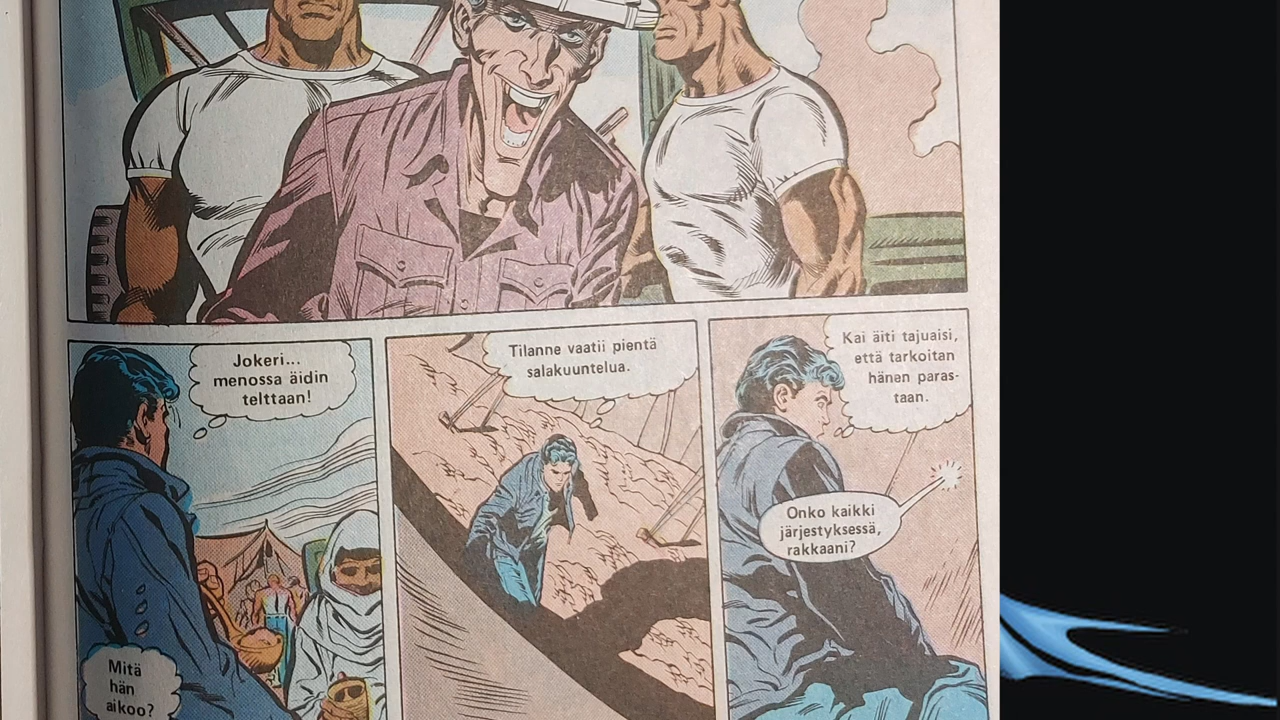 Jokeri...
menossa äidin
telttaan!
Mitä
hän
aikoo?
Tilanne vaatii pientä
salakuuntelua.
Kai äiti tajuaisi,
että tarkoitan
hänen paras-
taan.
Onko kaikki
järjestyksessä,
rakkaani?